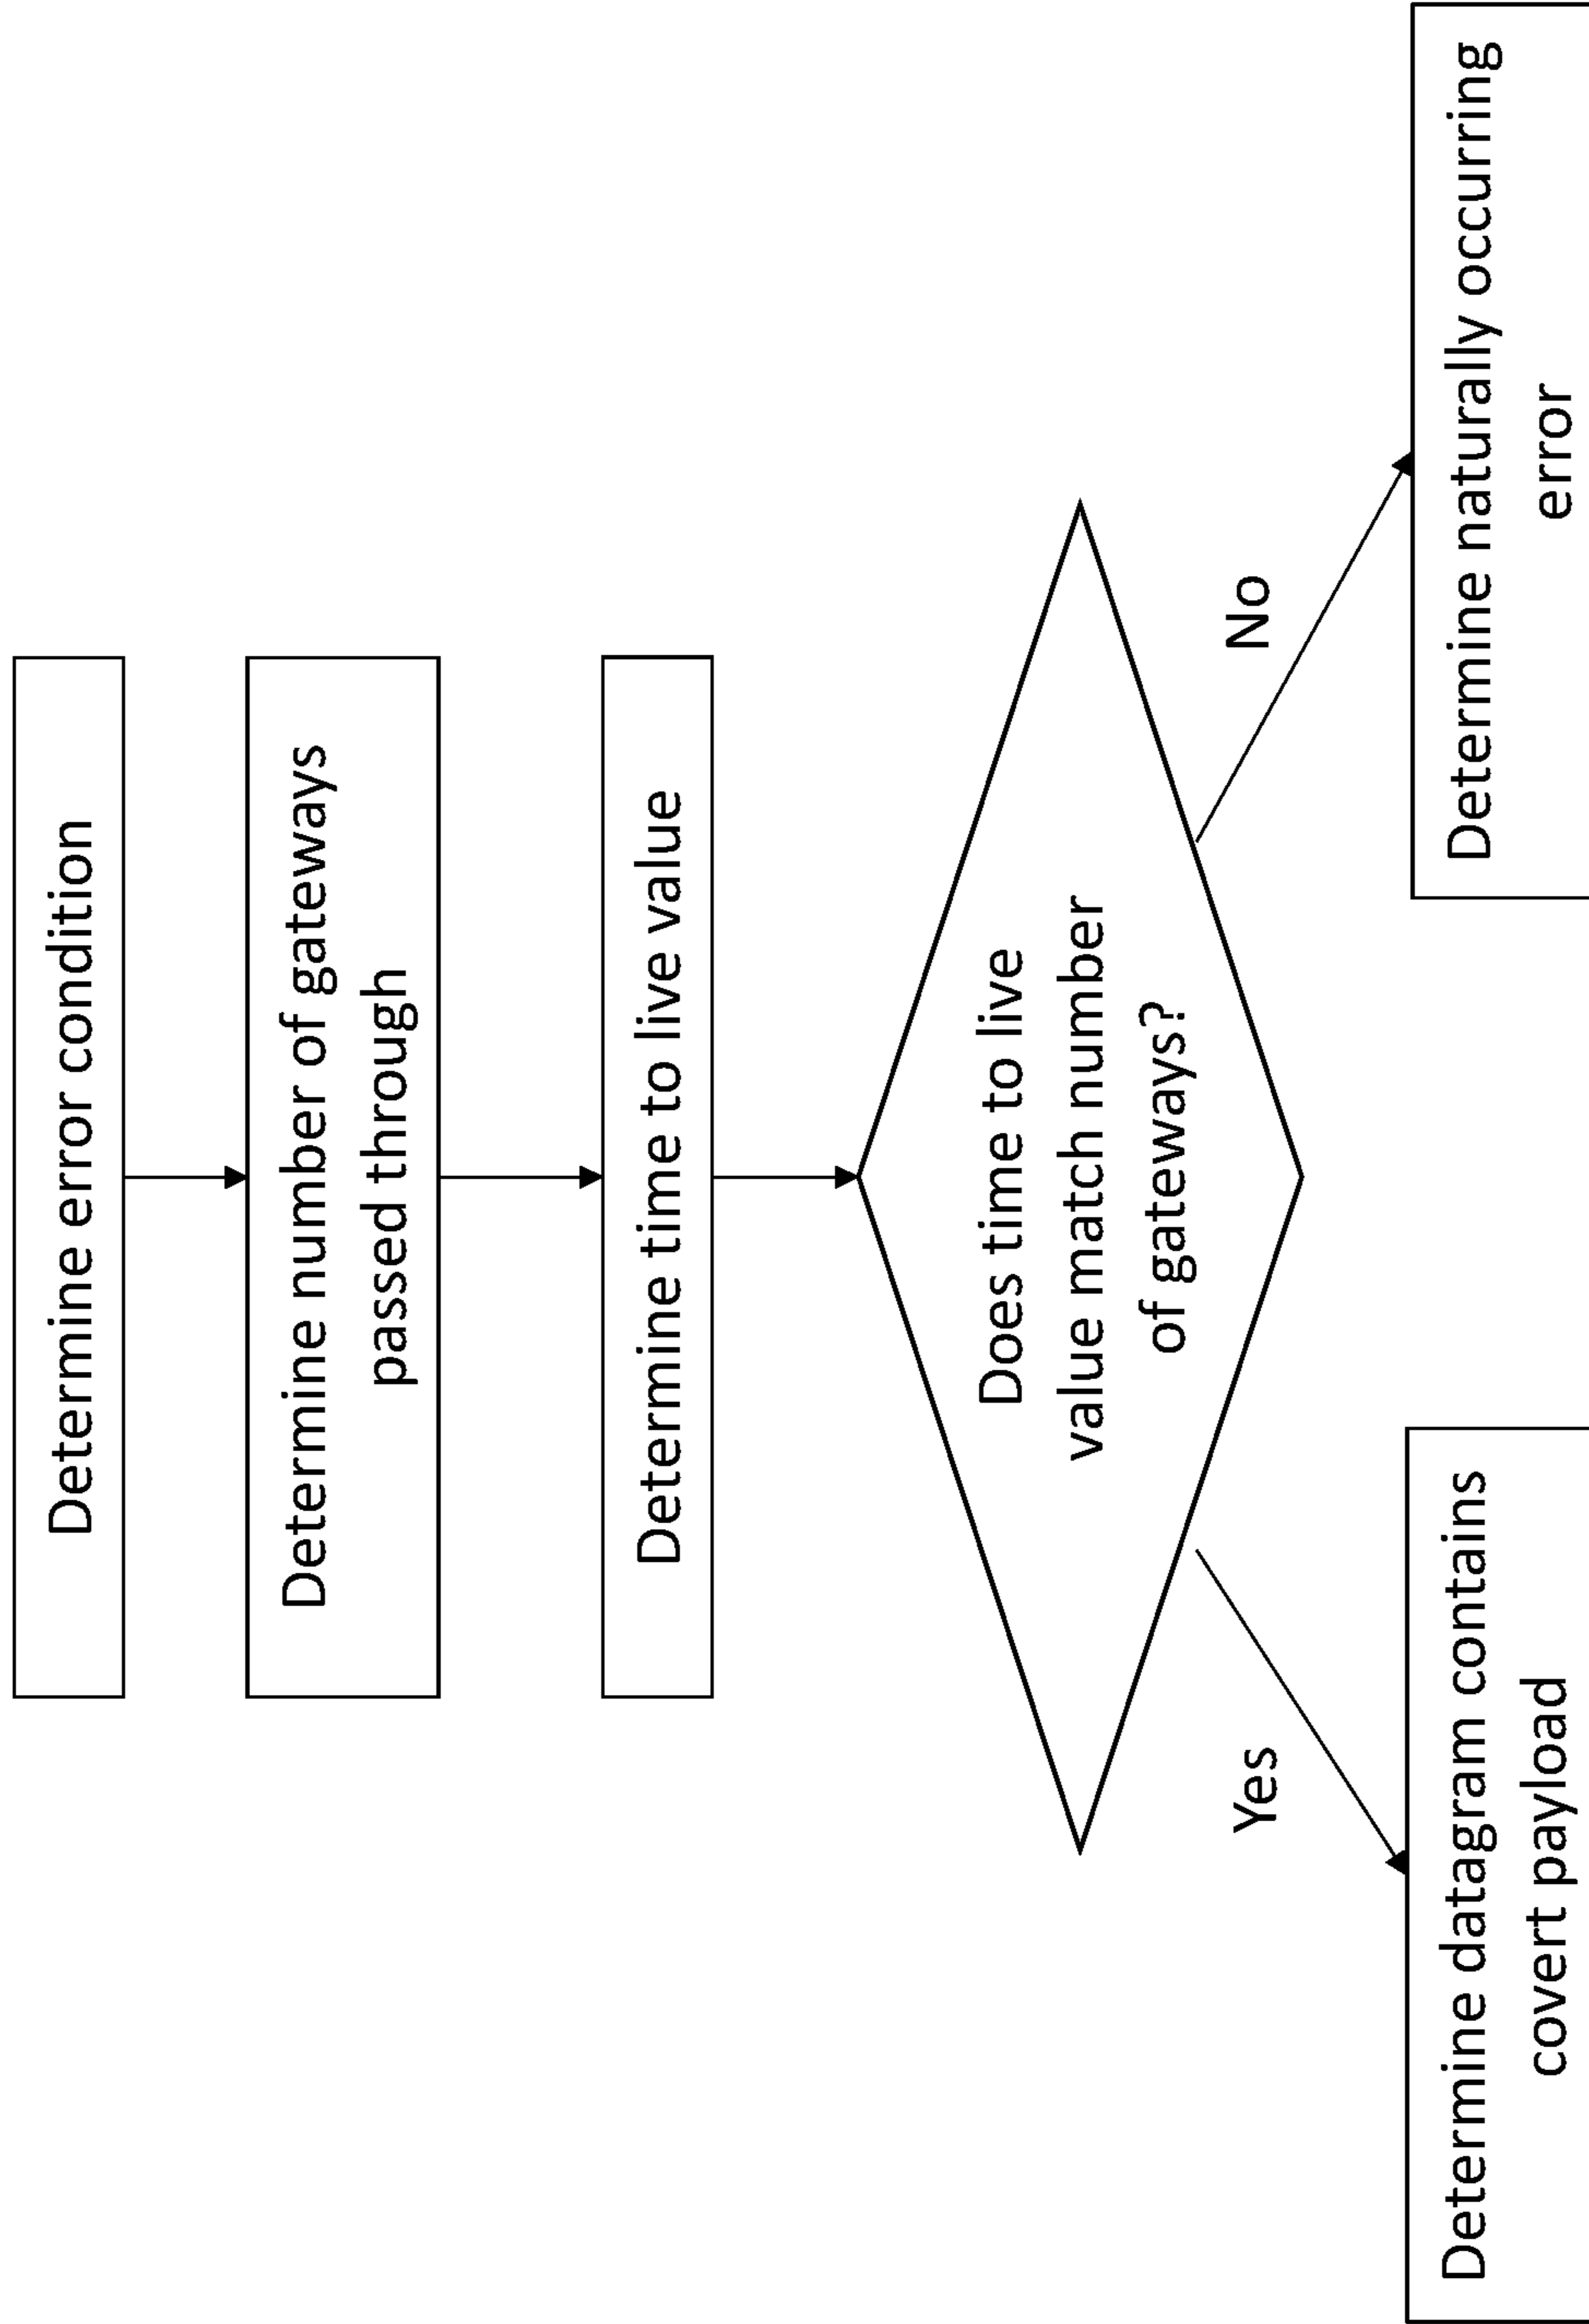 Determine error condition
Determine number of gateways
passed through
Determine time to live value
Does time to live
value match number
of gateways?
Yes
No
Determine datagram contains
covert payload
Determine naturally occurring
error